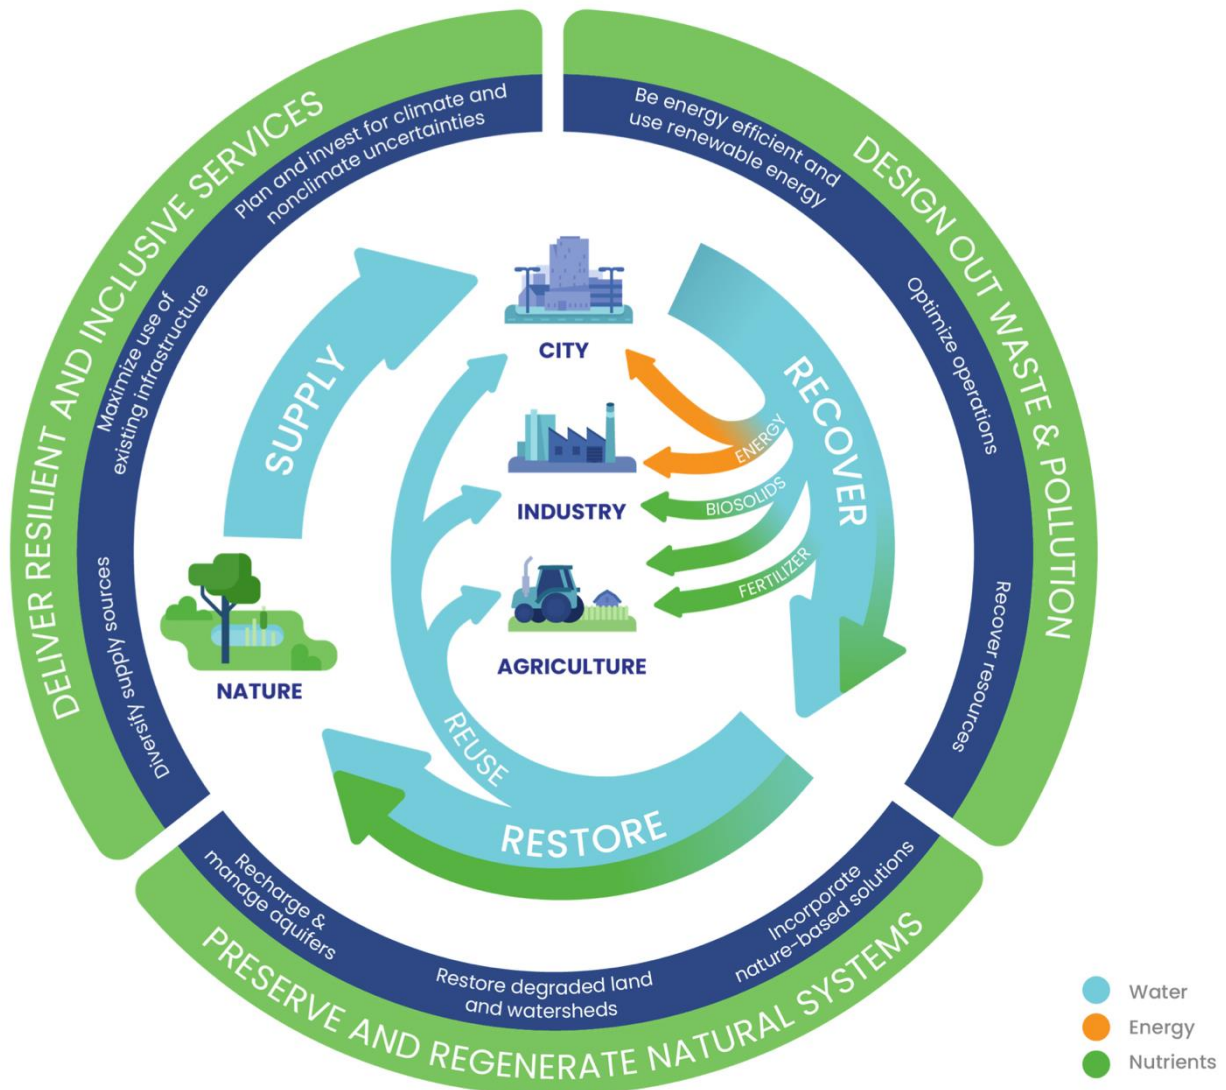 DELIVER RESILIENT AND INCLUSIVE SERVICES
Plan and invest for climate and
nonclimate uncertainties
Maximize use of
existing infrastructure
Diversify supply sources
DESIGN OUT WASTE & POLLUTION
Be energy efficient and
use renewable energy
Optimize operations
Recover resources
PRESERVE AND REGENERATE NATURAL SYSTEMS
Recharge &
manage aquifers
Restore degraded land
and watersheds
Incorporate
nature-based solutions
SUPPLY
CITY
RECOVER
ENERGY
INDUSTRY
BIOSOLIDS
FERTILIZER
AGRICULTURE
NATURE
REUSE
RESTORE
Water
Energy
Nutrients